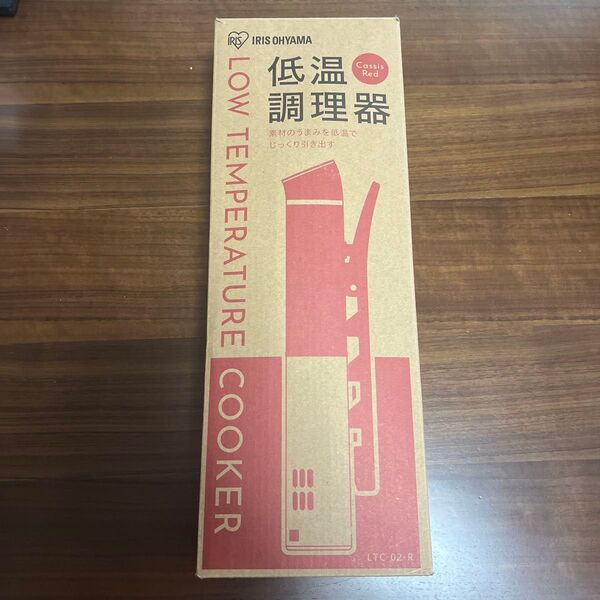 IRIS
IRIS OHYAMA
低温
調理器
Cassis
Red
素材のうまみを低温で
じっくり引き出す
LOW TEMPERATURE COOKER
LTC-02-R